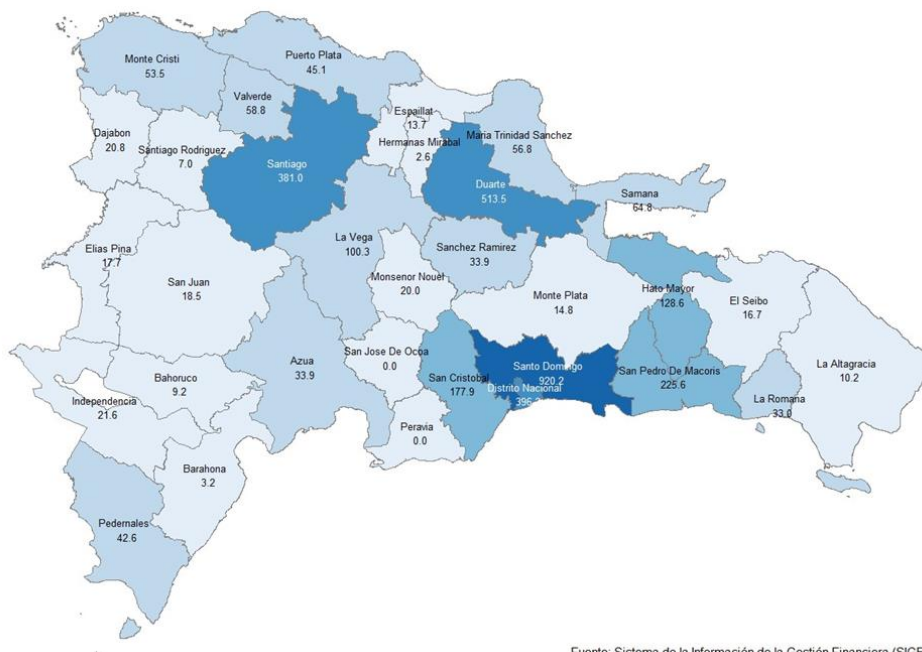 Puerto Plata
45.1
Monte Cristi
53.5
Valverde
58.8
Espaillat
13.7
Dajabon
20.8
Santiago Rodriguez
7.0
Hermanas Mirabal
2.6
Maria Trinidad Sanchez
56.8
Santiago
381.0
Duarte
513.5
Samana
64.8
La Vega
100.3
Sanchez Ramirez
33.9
Elias Pina
17.7
San Juan
18.5
Monsenor Nouel
20.0
Monte Plata
14.8
Hato Mayor
128.6
El Seibo
16.7
San Jose De Ocoa
0.0
Azua
33.9
Santo Domingo
920.2
San Cristobal
177.9
Distrito Nacional
San Pedro De Macoris
225.6
La Altagracia
10.2
Bahoruco
9.2
Independencia
21.6
La Romana
33.0
Peravia
0.0
Barahona
3.2
Pedernales
42.6
Fuente: Sistema de la Información de la Gestión Financiera